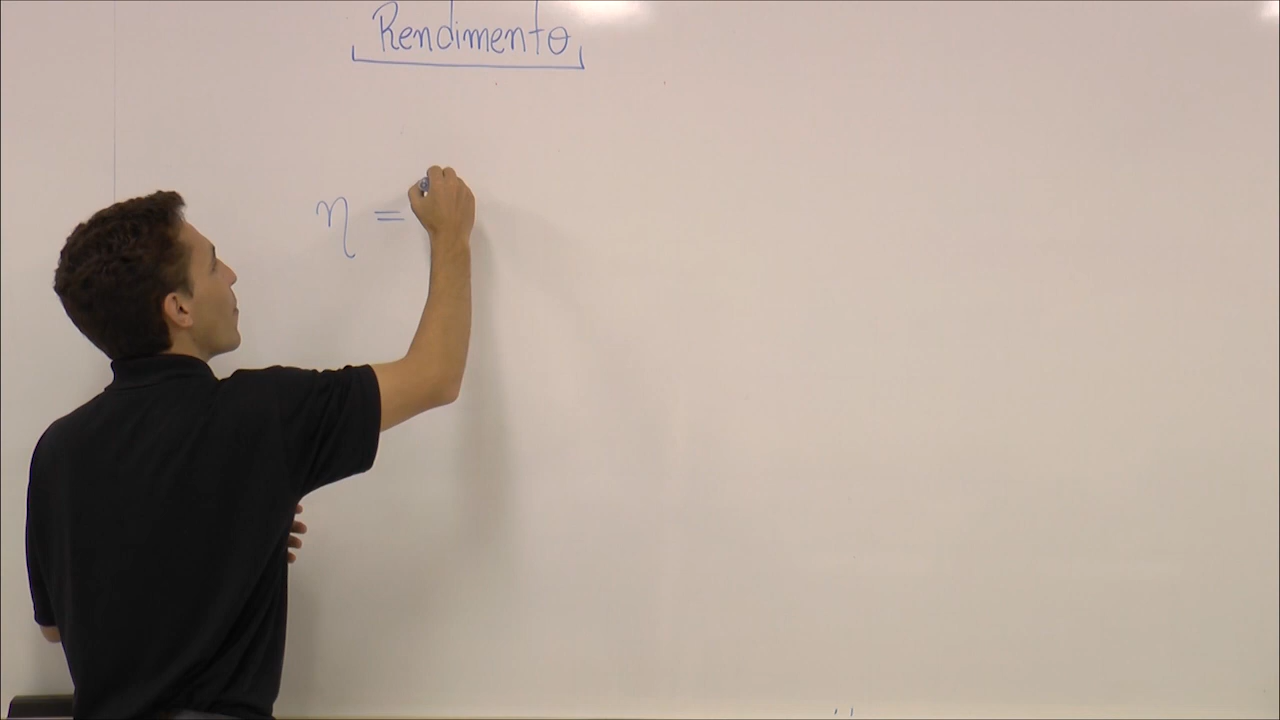 Rendimento
η =